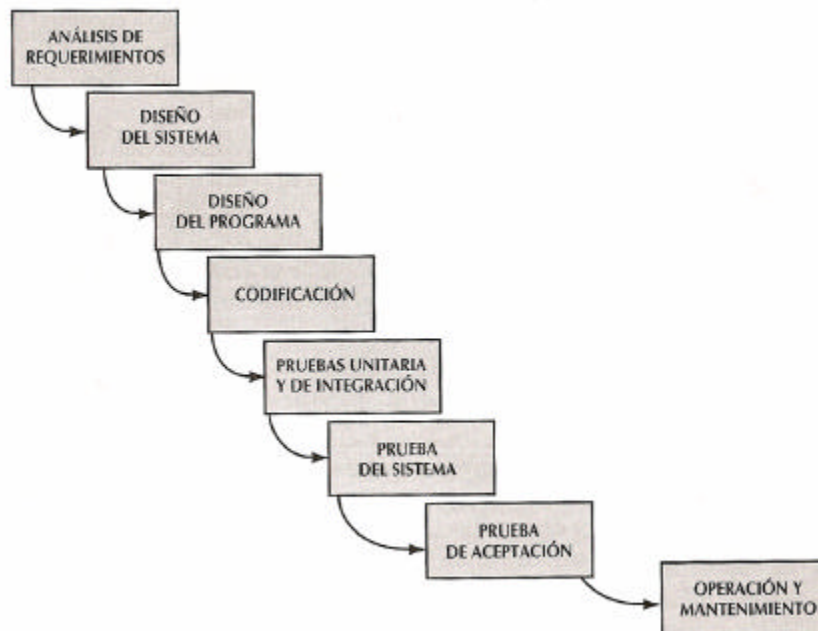 ANÁLISIS DE
REQUERIMIENTOS
DISEÑO
DEL SISTEMA
DISEÑO
DEL PROGRAMA
CODIFICACIÓN
PRUEBAS UNITARIA
Y DE INTEGRACIÓN
PRUEBA
DEL SISTEMA
PRUEBA
DE ACEPTACIÓN
OPERACIÓN Y
MANTENIMIENTO